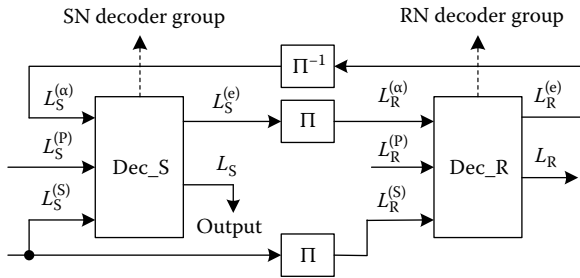 SN decoder group
RN decoder group
Π⁻¹
L_S^(α)
L_S^(e)
L_R^(α)
L_R^(e)
Π
L_S^(P)
L_R^(P)
Dec_S
L_S
Dec_R
L_R
L_S^(S)
L_R^(S)
Output
Π